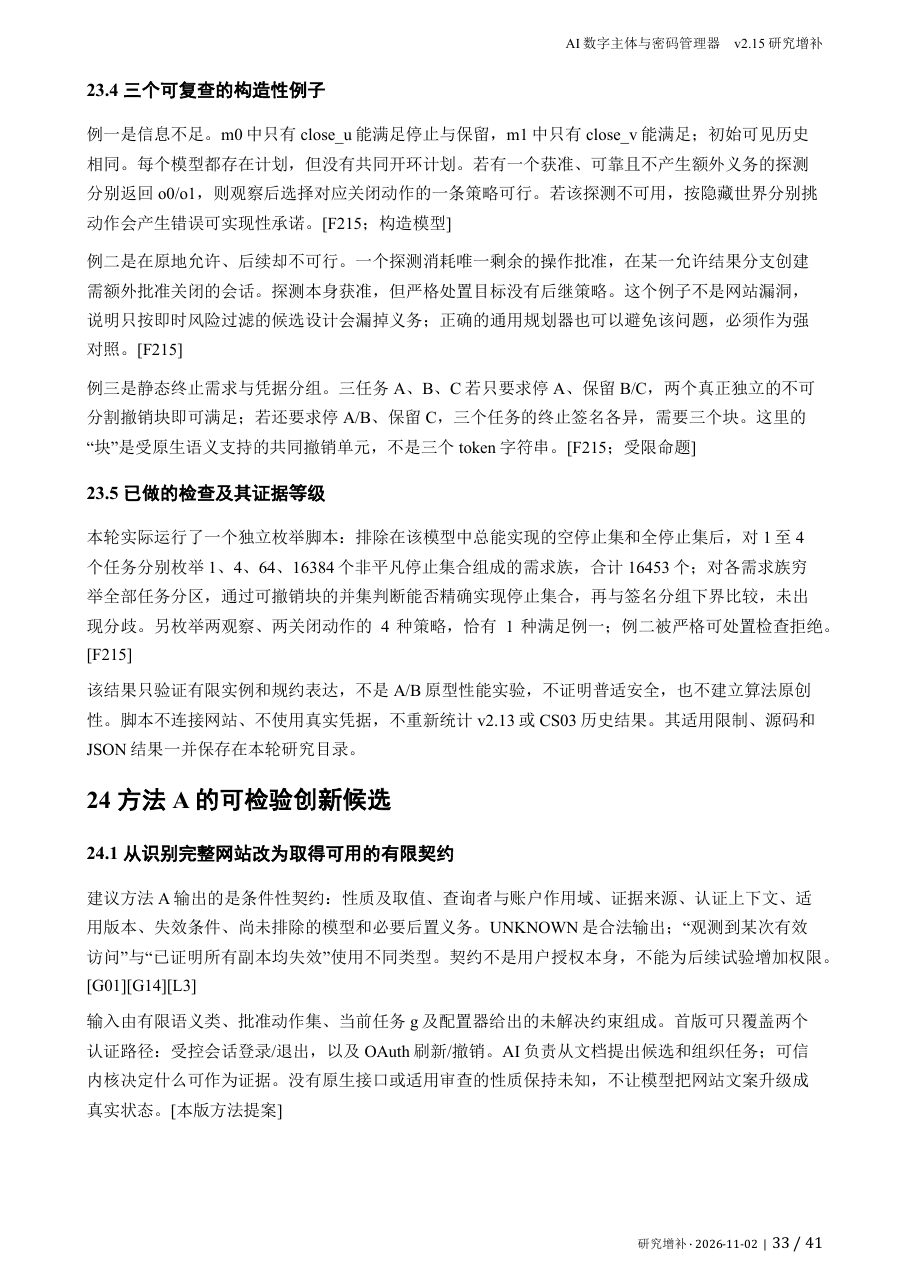 AI 数字主体与密码管理器 v2.15 研究增补
23.4 三个可复查的构造性例子
例一是信息不足。m0 中只有 close_u 能满足停止与保留，m1 中只有 close_v 能满足；初始可见历史
相同。每个模型都存在计划，但没有共同开环计划。若有一个获准、可靠且不产生额外义务的探测
分别返回 o0/o1，则观察后选择对应关闭动作的一条策略可行。若该探测不可用，按隐藏世界分别挑
动作会产生错误可实现性承诺。[F215；构造模型]
例二是在原地允许、后续却不可行。一个探测消耗唯一剩余的操作批准，在某一允许结果分支创建
需额外批准关闭的会话。探测本身获准，但严格处置目标没有后继策略。这个例子不是网站漏洞，
说明只按即时风险过滤的候选设计会漏掉义务；正确的通用规划器也可以避免该问题，必须作为强
对照。[F215]
例三是静态终止需求与凭据分组。三任务 A、B、C 若只要求停 A、保留 B/C，两个真正独立的不可
分割撤销块即可满足；若还要求停 A/B、保留 C，三个任务的终止签名各异，需要三个块。这里的
“块”是受原生语义支持的共同撤销单元，不是三个 token 字符串。[F215；受限命题]
23.5 已做的检查及其证据等级
本轮实际运行了一个独立枚举脚本：排除在该模型中总能实现的空停止集和全停止集后，对 1 至 4
个任务分别枚举 1、4、64、16384 个非平凡停止集合组成的需求族，合计 16453 个；对各需求族穷
举全部任务分区，通过可撤销块的并集判断能否精确实现停止集合，再与签名分组下界比较，未出
现分歧。另枚举两观察、两关闭动作的 4 种策略，恰有 1 种满足例一；例二被严格可处置检查拒绝。
[F215]
该结果只验证有限实例和规约表达，不是 A/B 原型性能实验，不证明普适安全，也不建立算法原创
性。脚本不连接网站、不使用真实凭据，不重新统计 v2.13 或 CS03 历史结果。其适用限制、源码和
JSON 结果一并保存在本轮研究目录。
24 方法 A 的可检验创新候选
24.1 从识别完整网站改为取得可用的有限契约
建议方法 A 输出的是条件性契约：性质及取值、查询者与账户作用域、证据来源、认证上下文、适
用版本、失效条件、尚未排除的模型和必要后置义务。UNKNOWN 是合法输出；“观测到某次有效
访问”与“已证明所有副本均失效”使用不同类型。契约不是用户授权本身，不能为后续试验增加权限。
[G01][G14][L3]
输入由有限语义类、批准动作集、当前任务 g 及配置器给出的未解决约束组成。首版可只覆盖两个
认证路径：受控会话登录/退出，以及 OAuth 刷新/撤销。AI 负责从文档提出候选和组织任务；可信
内核决定什么可作为证据。没有原生接口或适用审查的性质保持未知，不让模型把网站文案升级成
真实状态。[本版方法提案]
研究增补 · 2026-11-02 | 33 / 41